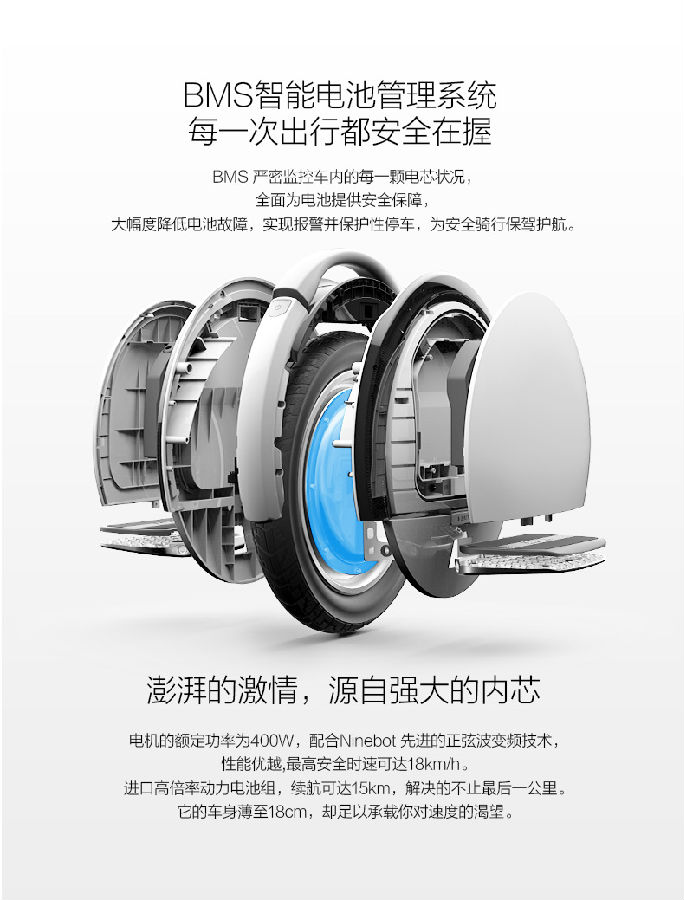 BMS智能电池管理系统
每一次出行都安全在握
BMS 严密监控车内的每一颗电芯状况，
全面为电池提供安全保障，
大幅度降低电池故障，实现报警并保护性停车，为安全骑行保驾护航。
澎湃的激情，源自强大的内芯
电机的额定功率为400W，配合Ninebot 先进的正弦波变频技术，
性能优越,最高安全时速可达18km/h。
进口高倍率动力电池组，续航可达15km，解决的不止最后一公里。
它的车身薄至18cm，却足以承载你对速度的渴望。